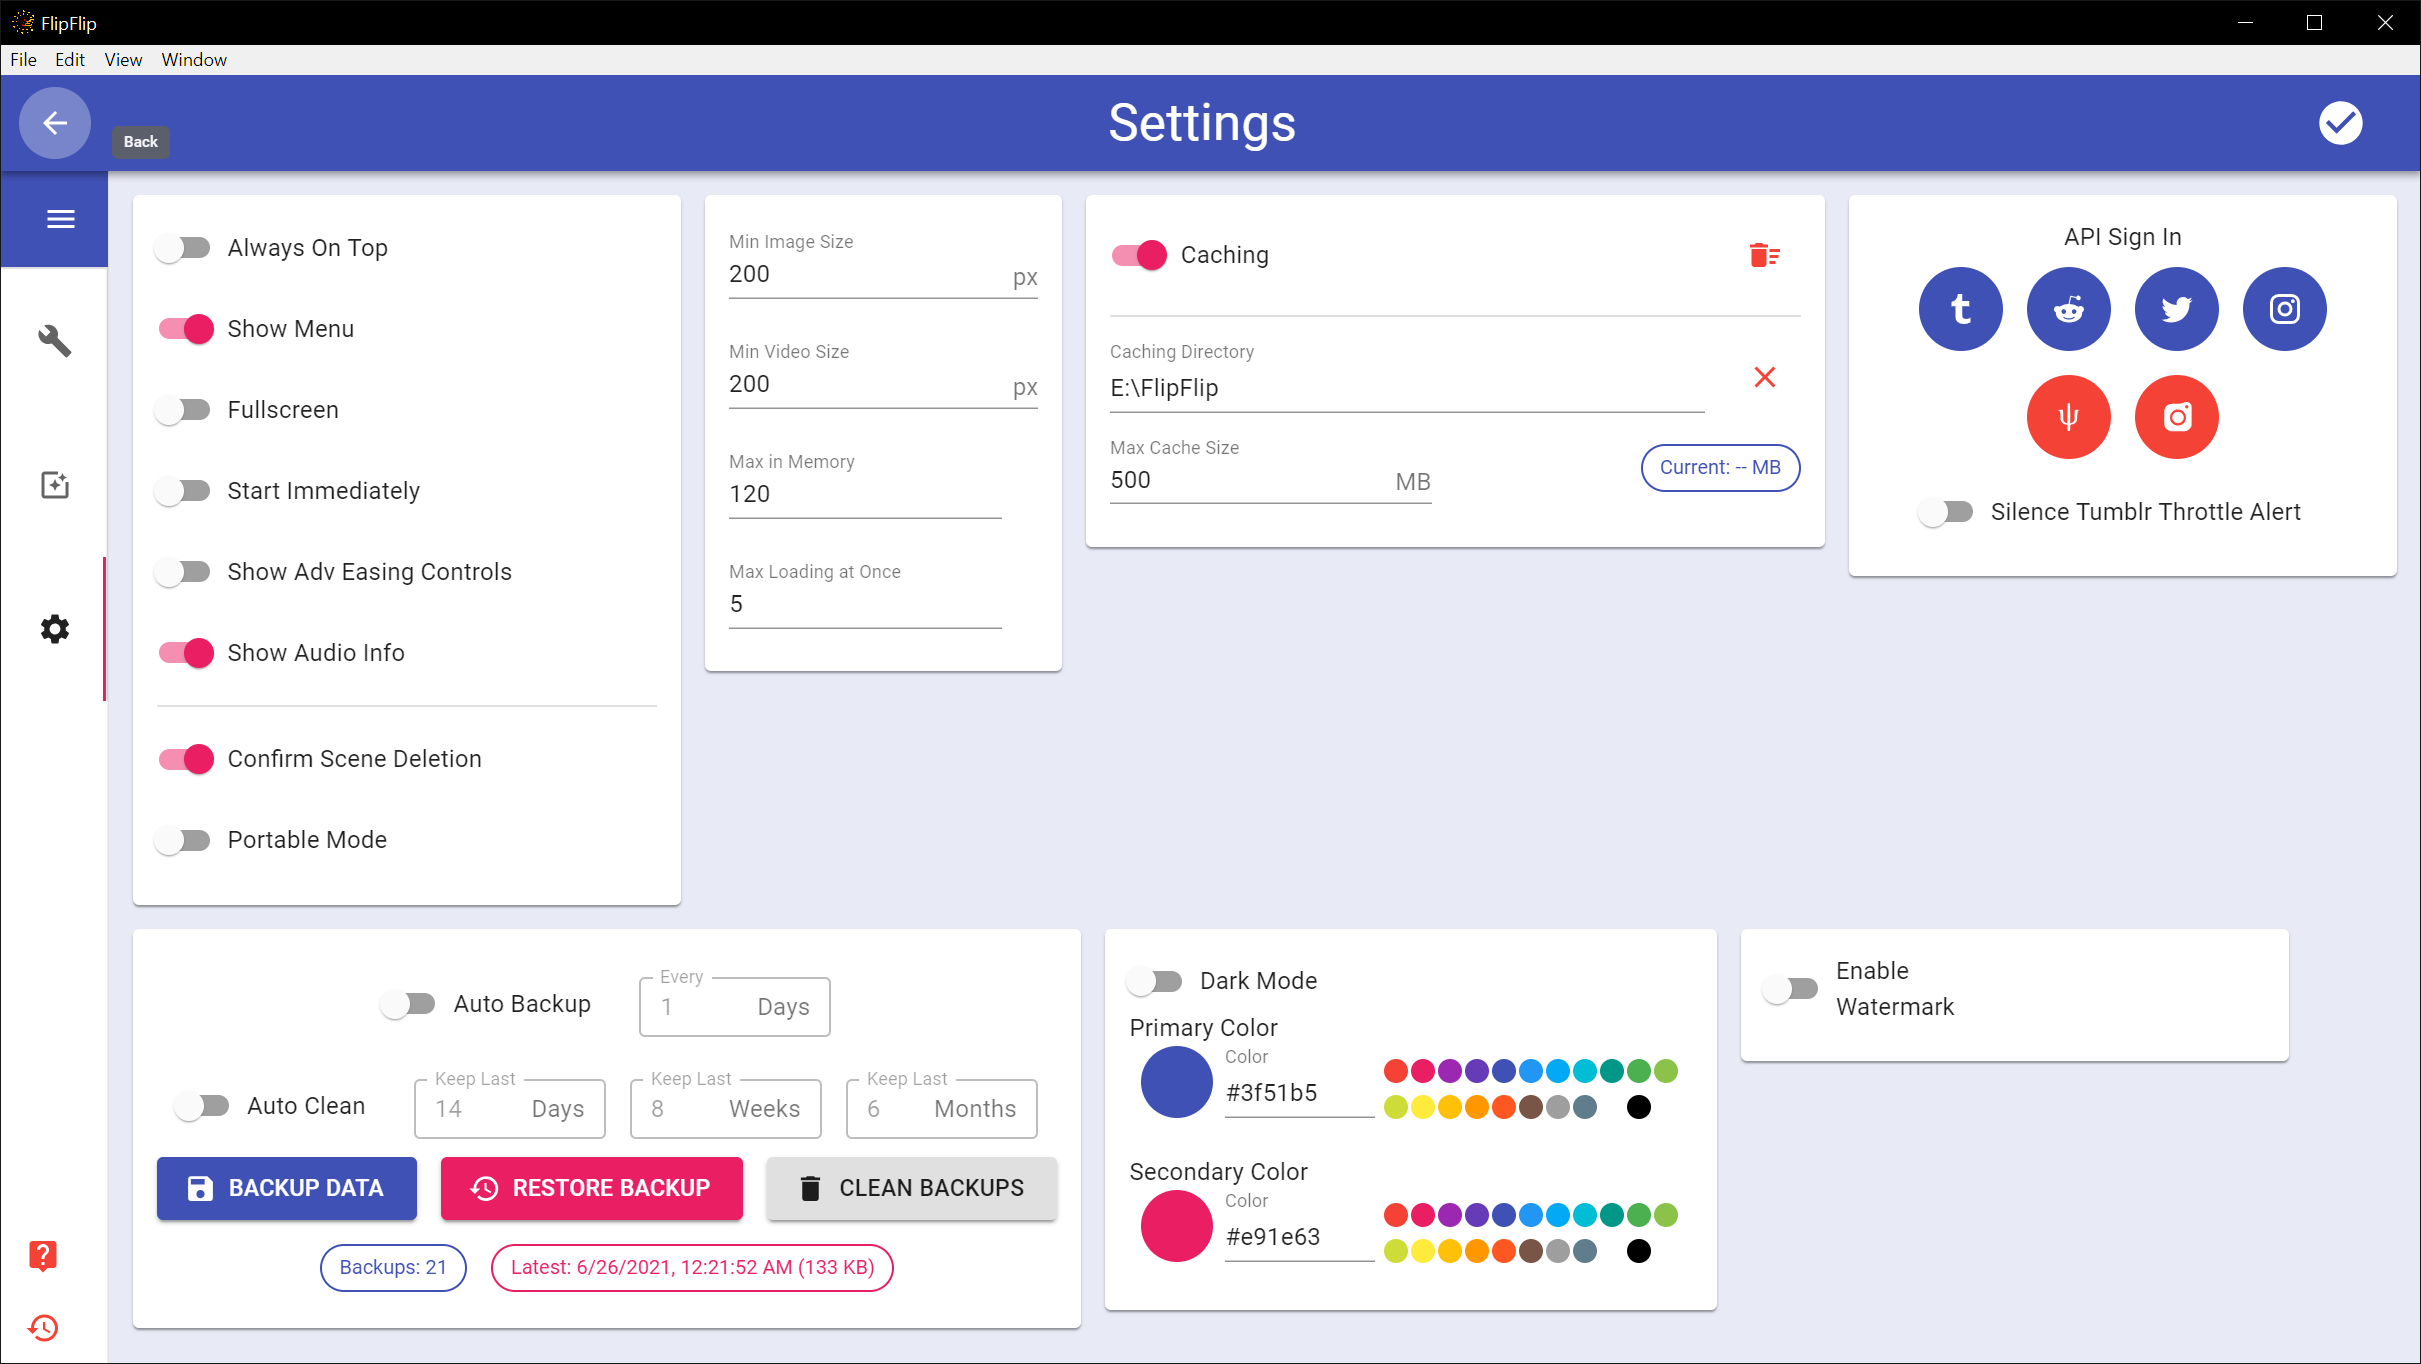 FlipFlip
File Edit View Window
Settings
Back
Always On Top
Show Menu
Fullscreen
Start Immediately
Show Adv Easing Controls
Show Audio Info
Confirm Scene Deletion
Portable Mode
Min Image Size
200 px
Min Video Size
200 px
Max in Memory
120
Max Loading at Once
5
Caching
Caching Directory
E:\FlipFlip
Max Cache Size
500 MB
Current: -- MB
API Sign In
t
ψ
Silence Tumblr Throttle Alert
Auto Backup
Every
1 Days
Auto Clean
Keep Last
14 Days
Keep Last
8 Weeks
Keep Last
6 Months
BACKUP DATA
RESTORE BACKUP
CLEAN BACKUPS
Backups: 21
Latest: 6/26/2021, 12:21:52 AM (133 KB)
Dark Mode
Primary Color
Color
#3f51b5
Secondary Color
Color
#e91e63
Enable
Watermark
?